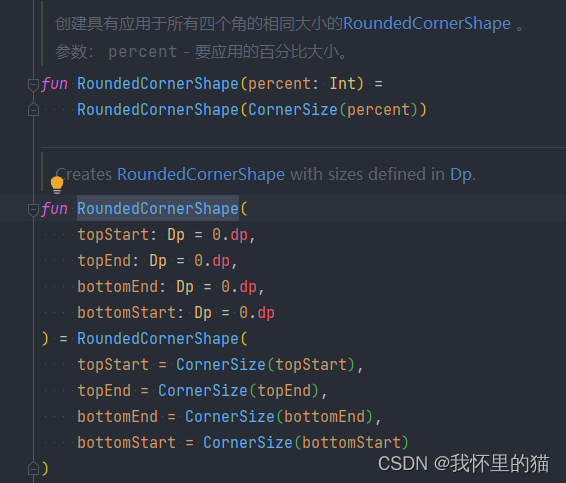 创建具有应用于所有四个角的相同大小的RoundedCornerShape 。
参数: percent - 要应用的百分比大小。
fun RoundedCornerShape(percent: Int) =
RoundedCornerShape(CornerSize(percent))
Creates RoundedCornerShape with sizes defined in Dp.
fun RoundedCornerShape(
topStart: Dp = 0.dp,
topEnd: Dp = 0.dp,
bottomEnd: Dp = 0.dp,
bottomStart: Dp = 0.dp
) = RoundedCornerShape(
topStart = CornerSize(topStart),
topEnd = CornerSize(topEnd),
bottomEnd = CornerSize(bottomEnd),
bottomStart = CornerSize(bottomStart)
)
CSDN @我怀里的猫